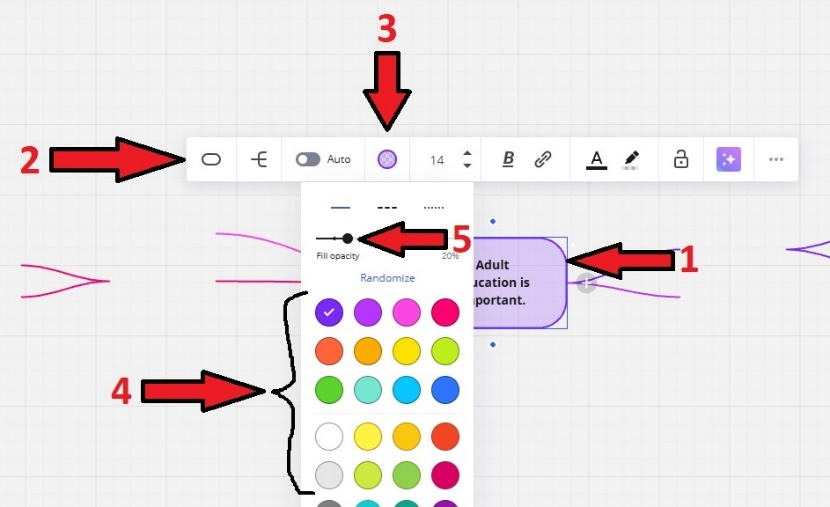 3
2
Auto
14
B
A
5
Fill opacity
20%
Randomize
Adult
ucation is
portant.
1
4